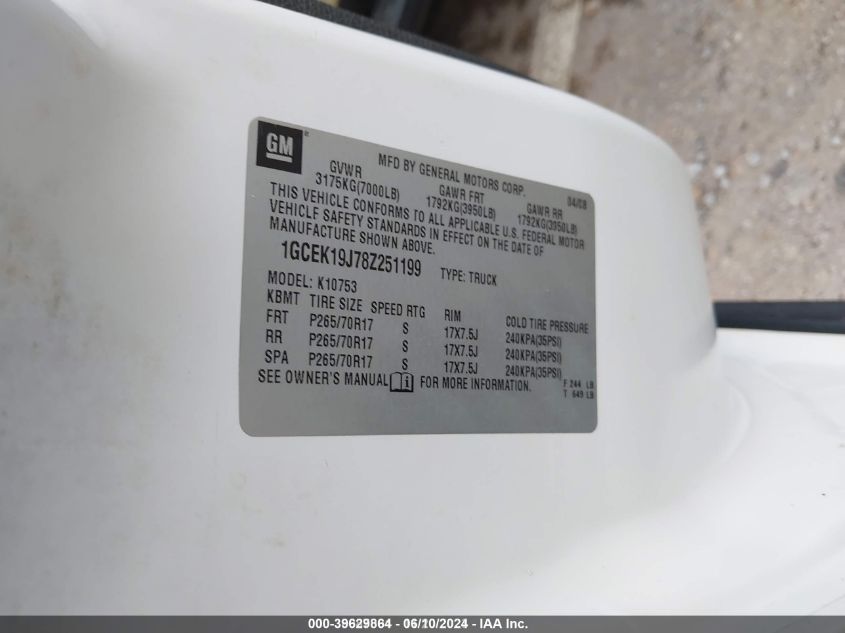 GM
MFD BY GENERAL MOTORS CORP. 04/08
GVWR GAWR FRT GAWR RR
3175KG(7000LB) 1792KG(3950LB) 1792KG(3950LB)
THIS VEHICLE CONFORMS TO ALL APPLICABLE U.S. FEDERAL MOTOR
VEHICLE SAFETY STANDARDS IN EFFECT ON THE DATE OF
MANUFACTURE SHOWN ABOVE.
1GCEK19J78Z251199 TYPE: TRUCK
MODEL: K10753
KBMT TIRE SIZE SPEED RTG RIM COLD TIRE PRESSURE
FRT P265/70R17 S 17X7.5J 240KPA(35PSI)
RR P265/70R17 S 17X7.5J 240KPA(35PSI)
SPA P265/70R17 S 17X7.5J 240KPA(35PSI)
SEE OWNER'S MANUAL FOR MORE INFORMATION.
F 244 LB
T 649 LB
000-39629864 - 06/10/2024 - IAA Inc.